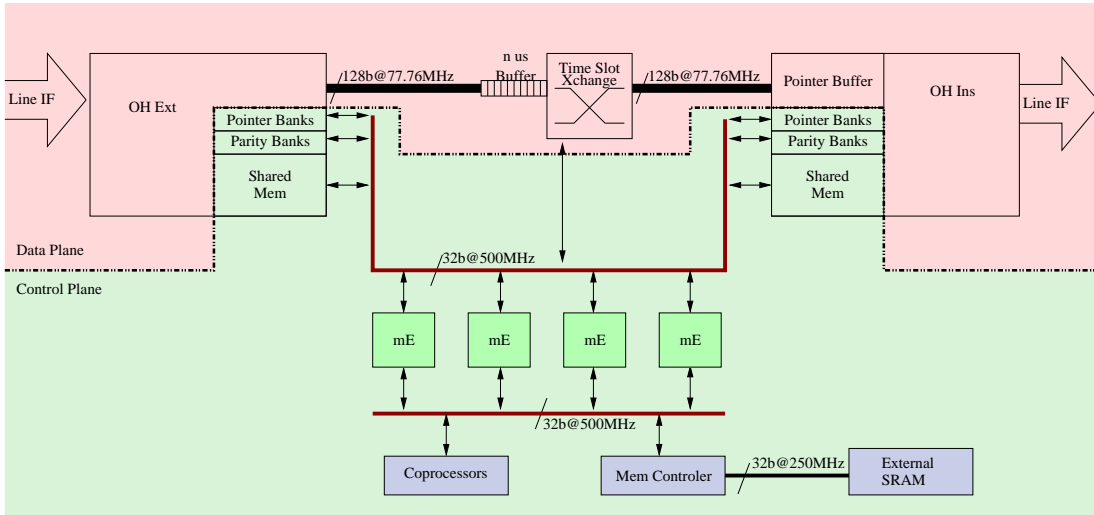 n us
Buffer
Time Slot
Xchange
128b@77.76MHz
128b@77.76MHz
Line IF
OH Ext
Pointer Buffer
OH Ins
Line IF
Pointer Banks
Parity Banks
Shared
Mem
Pointer Banks
Parity Banks
Shared
Mem
Data Plane
Control Plane
32b@500MHz
mE
mE
mE
mE
32b@500MHz
Coprocessors
Mem Controler
32b@250MHz
External
SRAM